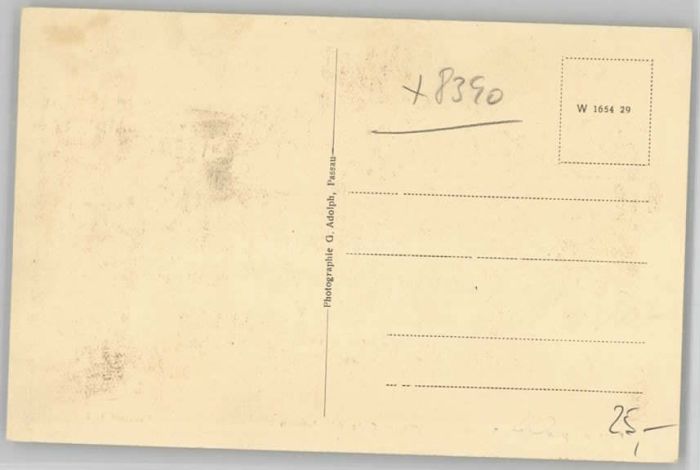 x 8390
W 1654 29
Photographie G. Adolph, Passau
25,-